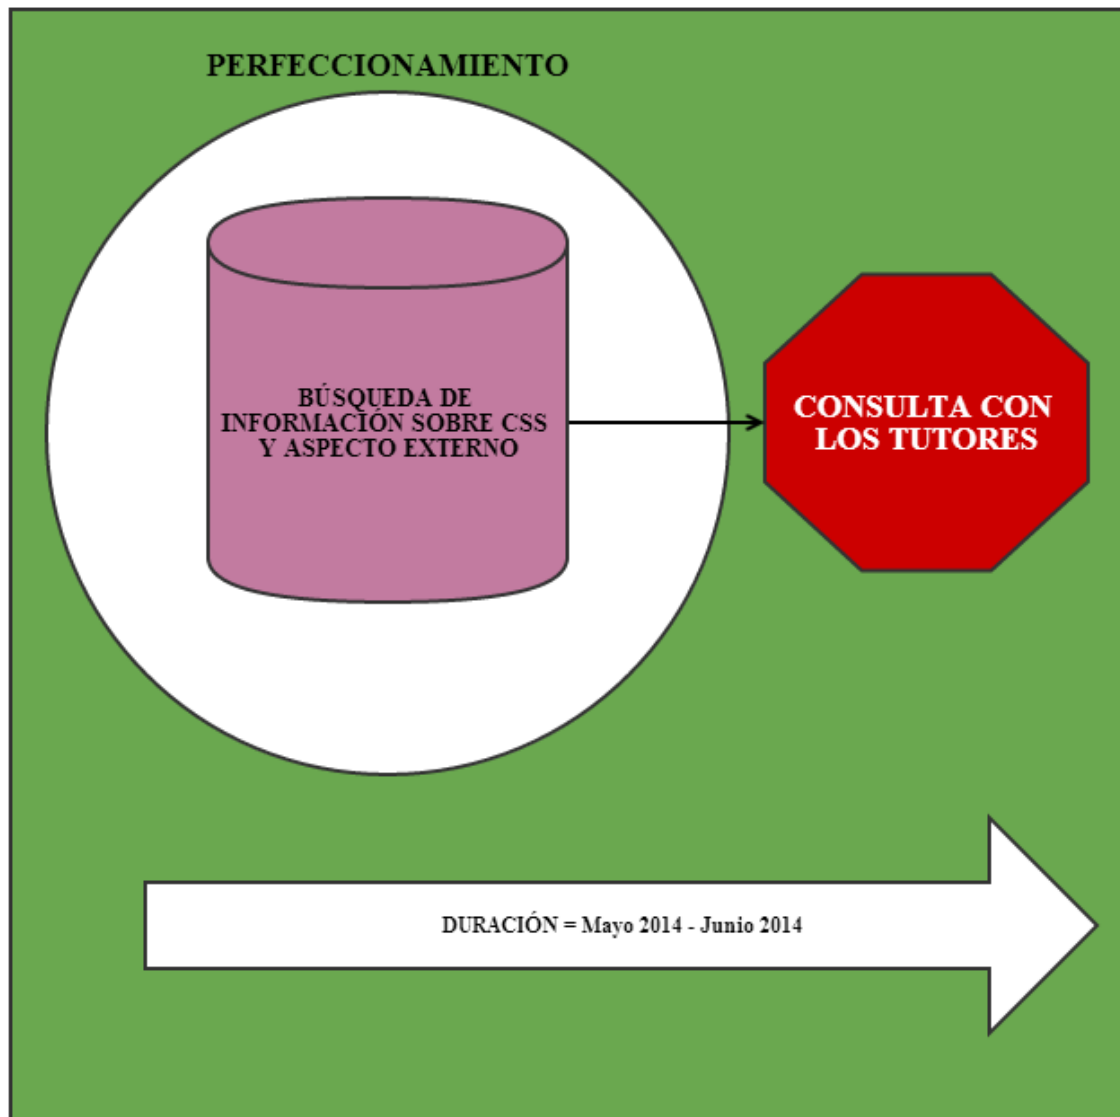 PERFECCIONAMIENTO
BÚSQUEDA DE
INFORMACIÓN SOBRE CSS
Y ASPECTO EXTERNO
CONSULTA CON
LOS TUTORES
DURACIÓN = Mayo 2014 - Junio 2014